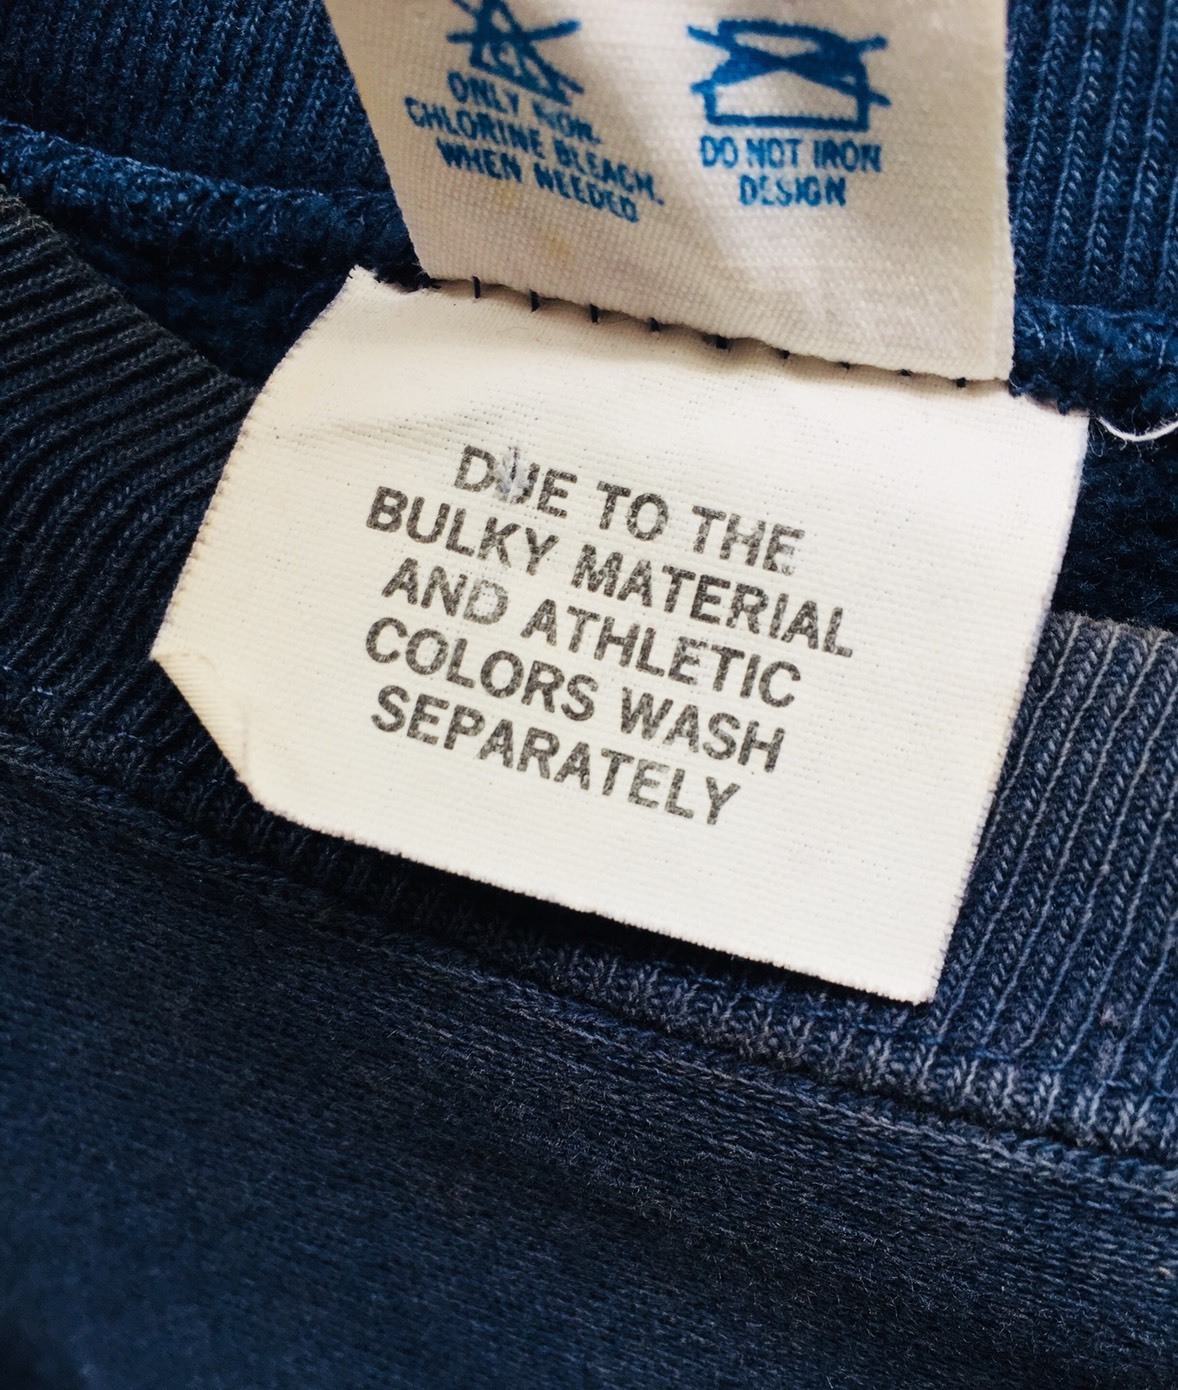 ONLY NON-
CHLORINE BLEACH,
WHEN NEEDED
DO NOT IRON
DESIGN
DUE TO THE
BULKY MATERIAL
AND ATHLETIC
COLORS WASH
SEPARATELY